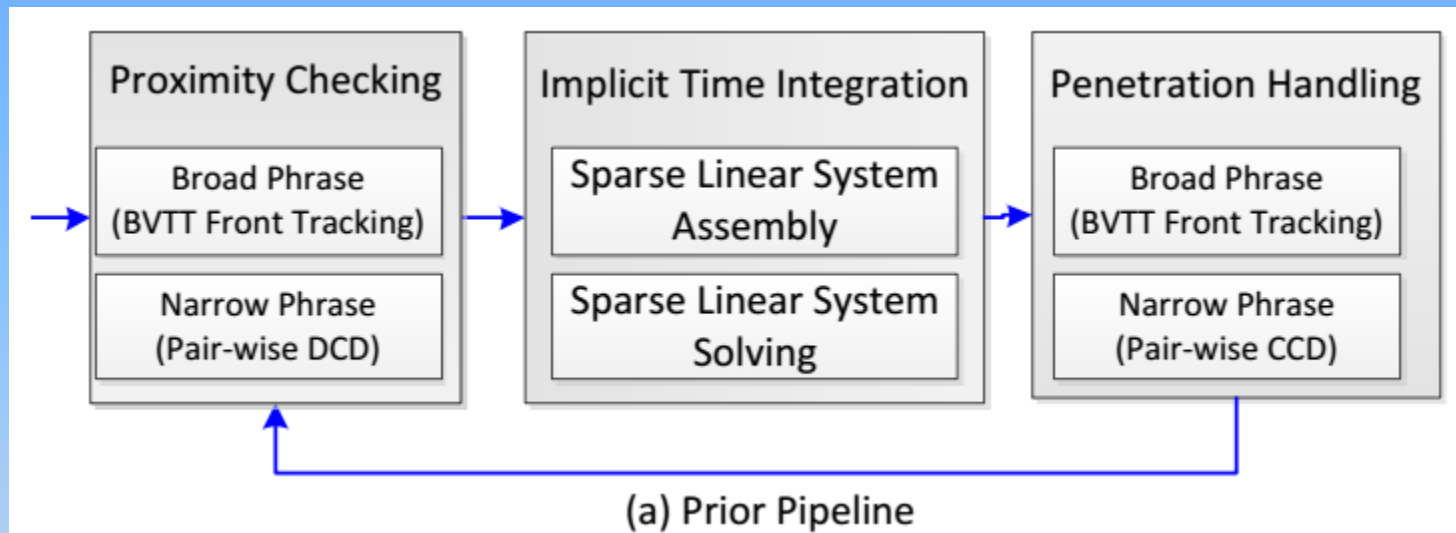 Proximity Checking
Broad Phrase
(BVTT Front Tracking)
Narrow Phrase
(Pair-wise DCD)
Implicit Time Integration
Sparse Linear System
Assembly
Sparse Linear System
Solving
Penetration Handling
Broad Phrase
(BVTT Front Tracking)
Narrow Phrase
(Pair-wise CCD)
(a) Prior Pipeline